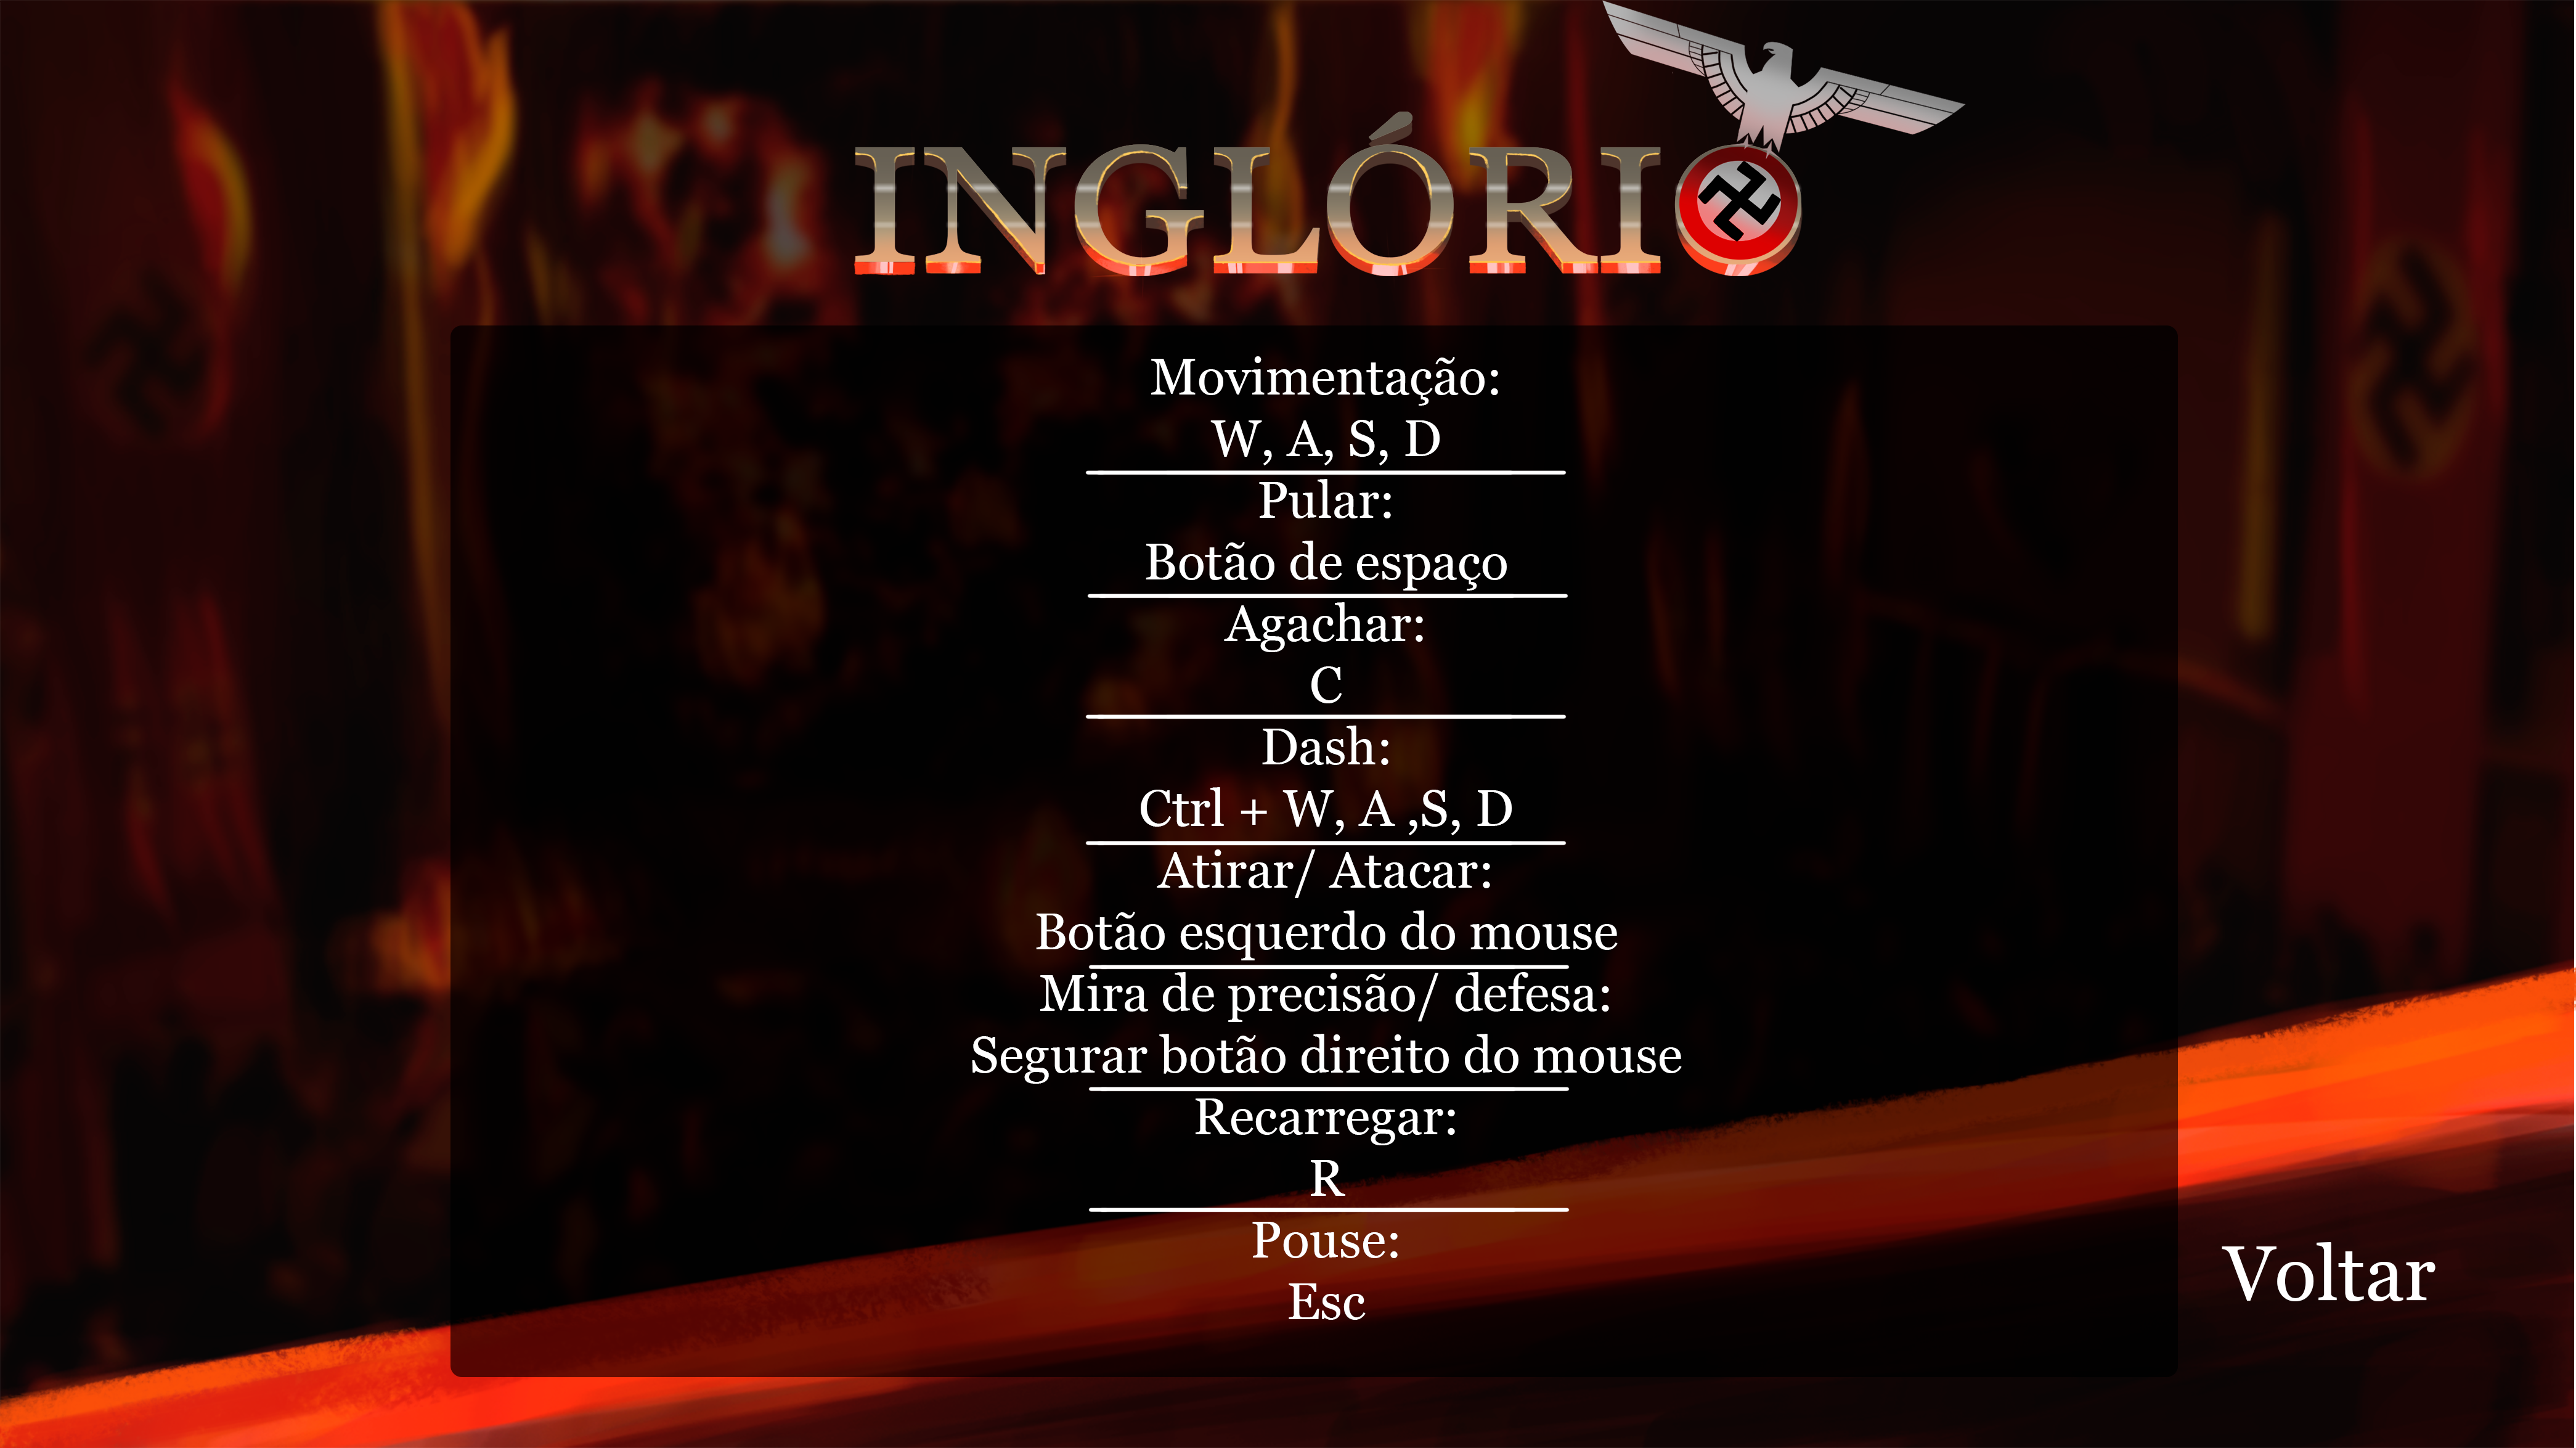 INGLÓRIO
Movimentação:
W, A, S, D
Pular:
Botão de espaço
Agachar:
C
Dash:
Ctrl + W, A ,S, D
Atirar/ Atacar:
Botão esquerdo do mouse
Mira de precisão/ defesa:
Segurar botão direito do mouse
Recarregar:
R
Pouse:
Esc
Voltar